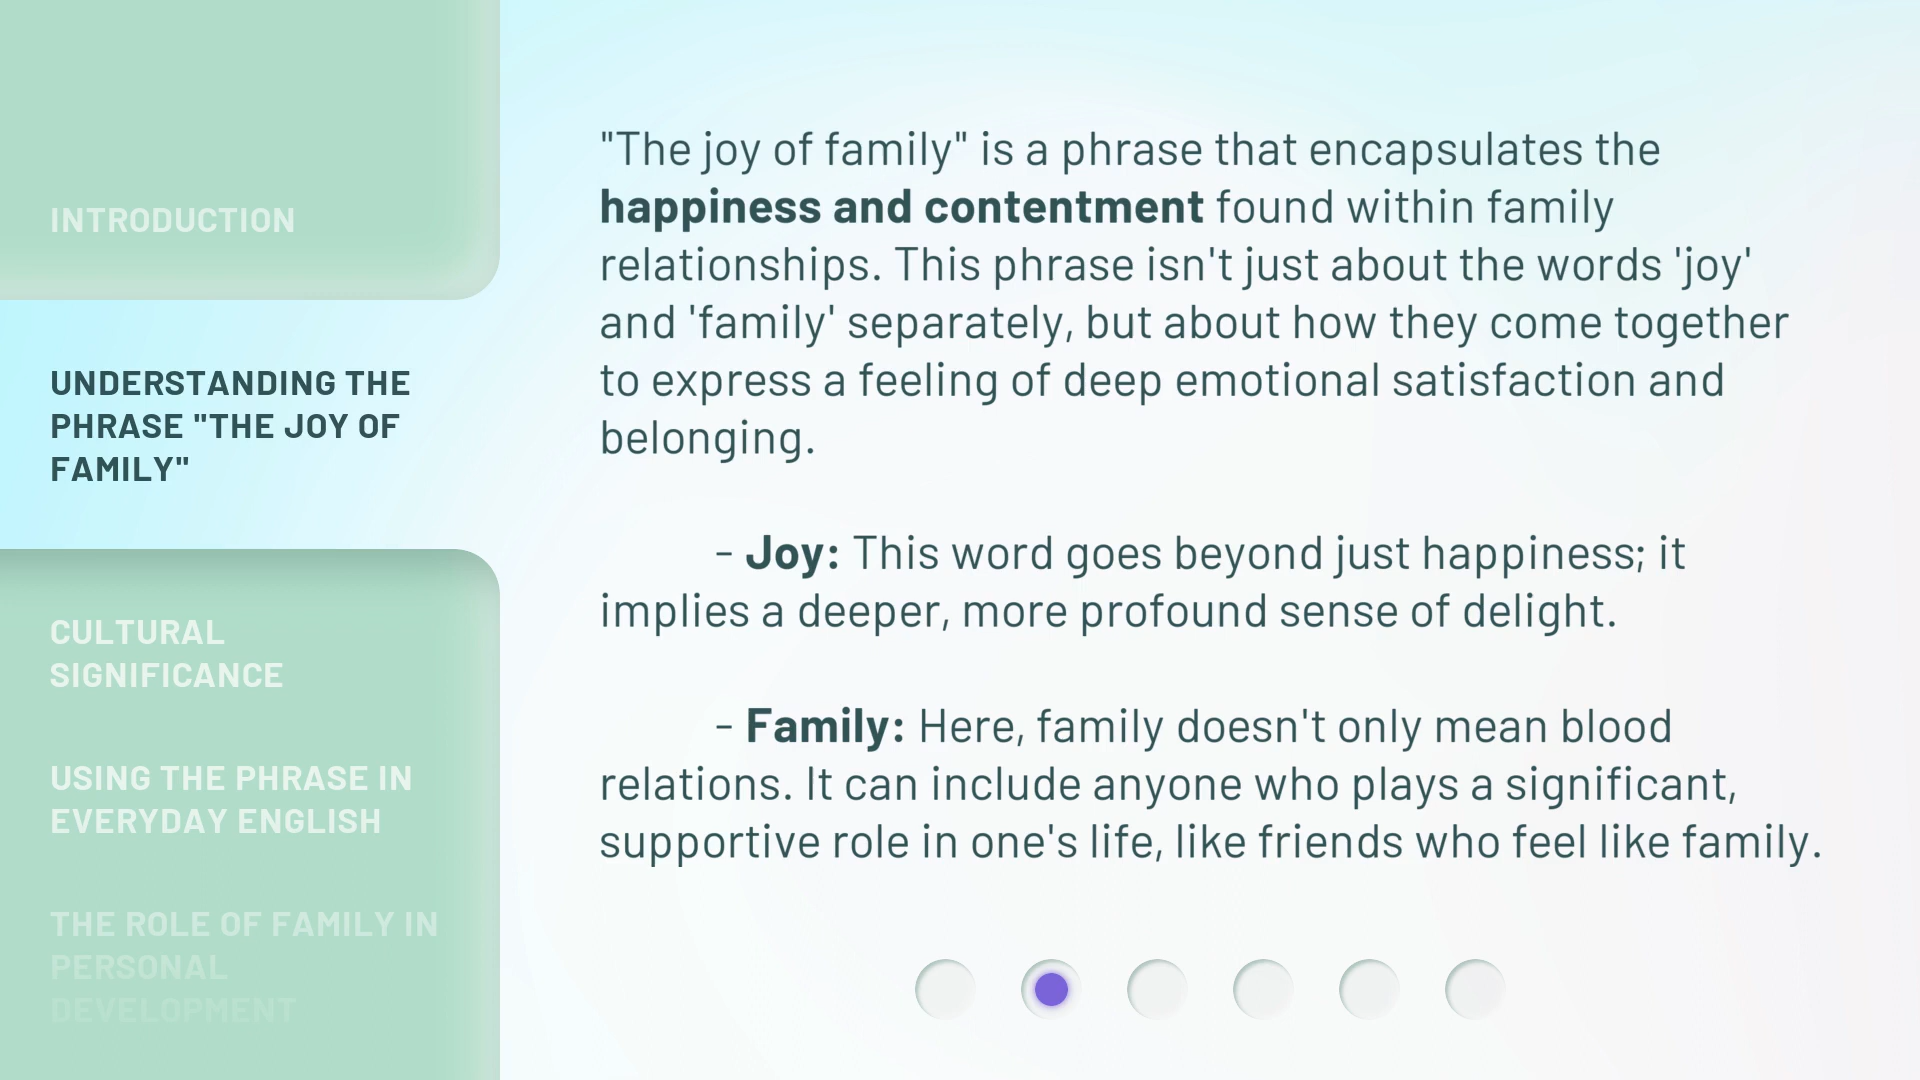 INTRODUCTION
UNDERSTANDING THE
PHRASE "THE JOY OF
FAMILY"
CULTURAL
SIGNIFICANCE
USING THE PHRASE IN
EVERYDAY ENGLISH
THE ROLE OF FAMILY IN
PERSONAL
DEVELOPMENT
"The joy of family" is a phrase that encapsulates the
happiness and contentment found within family
relationships. This phrase isn't just about the words 'joy'
and 'family' separately, but about how they come together
to express a feeling of deep emotional satisfaction and
belonging.
- Joy: This word goes beyond just happiness; it
implies a deeper, more profound sense of delight.
- Family: Here, family doesn't only mean blood
relations. It can include anyone who plays a significant,
supportive role in one's life, like friends who feel like family.